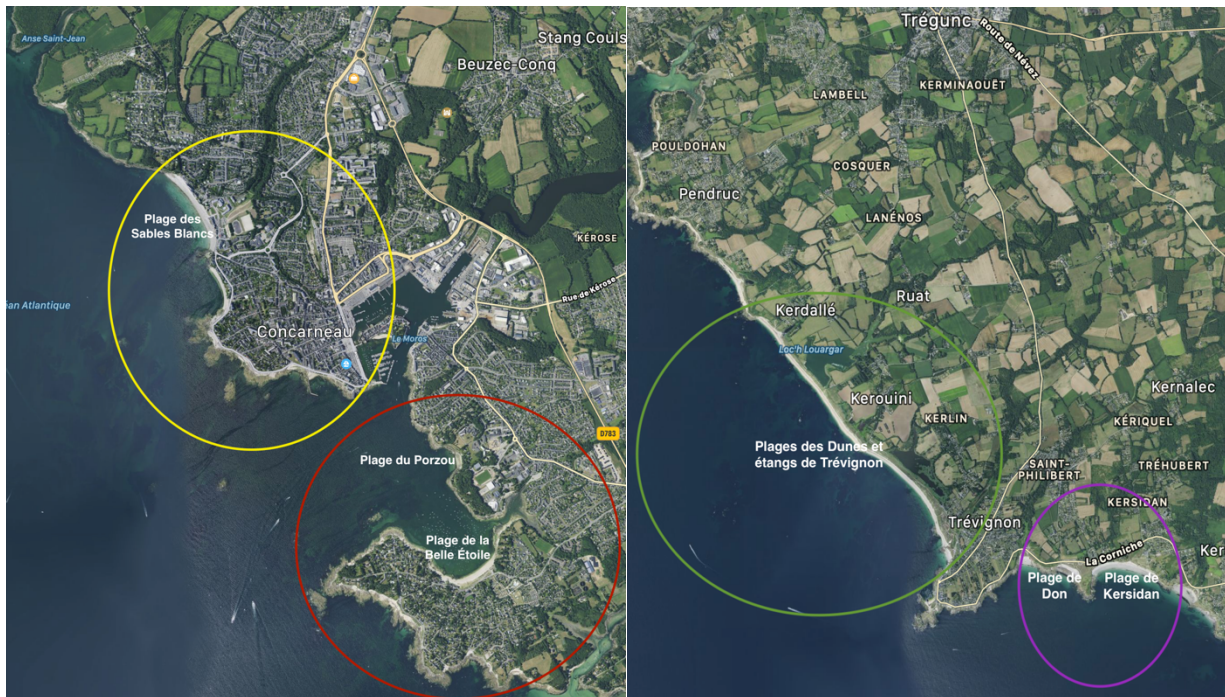 Anse Saint-Jean
Stang Couls
Beuzec-Conq
Plage des
Sables Blancs
KÉROSE
Rue de Kérose
éan Atlantique
Concarneau
Le Moros
D783
Plage du Porzou
Plage de la
Belle Étoile
Trégunc
Route de Névez
KERMINAOUËT
LAMBELL
POULDOHAN
COSQUER
Pendruc
LANÉNOS
Ruat
Kerdallé
Loc'h Louargar
Kernalec
Kerouini
KERLIN
KÉRIQUEL
Plages des Dunes et
étangs de Trévignon
SAINT-
PHILIBERT
TRÉHUBERT
KERSIDAN
Trévignon
La Corniche
Ker
Plage de
Don
Plage de
Kersidan